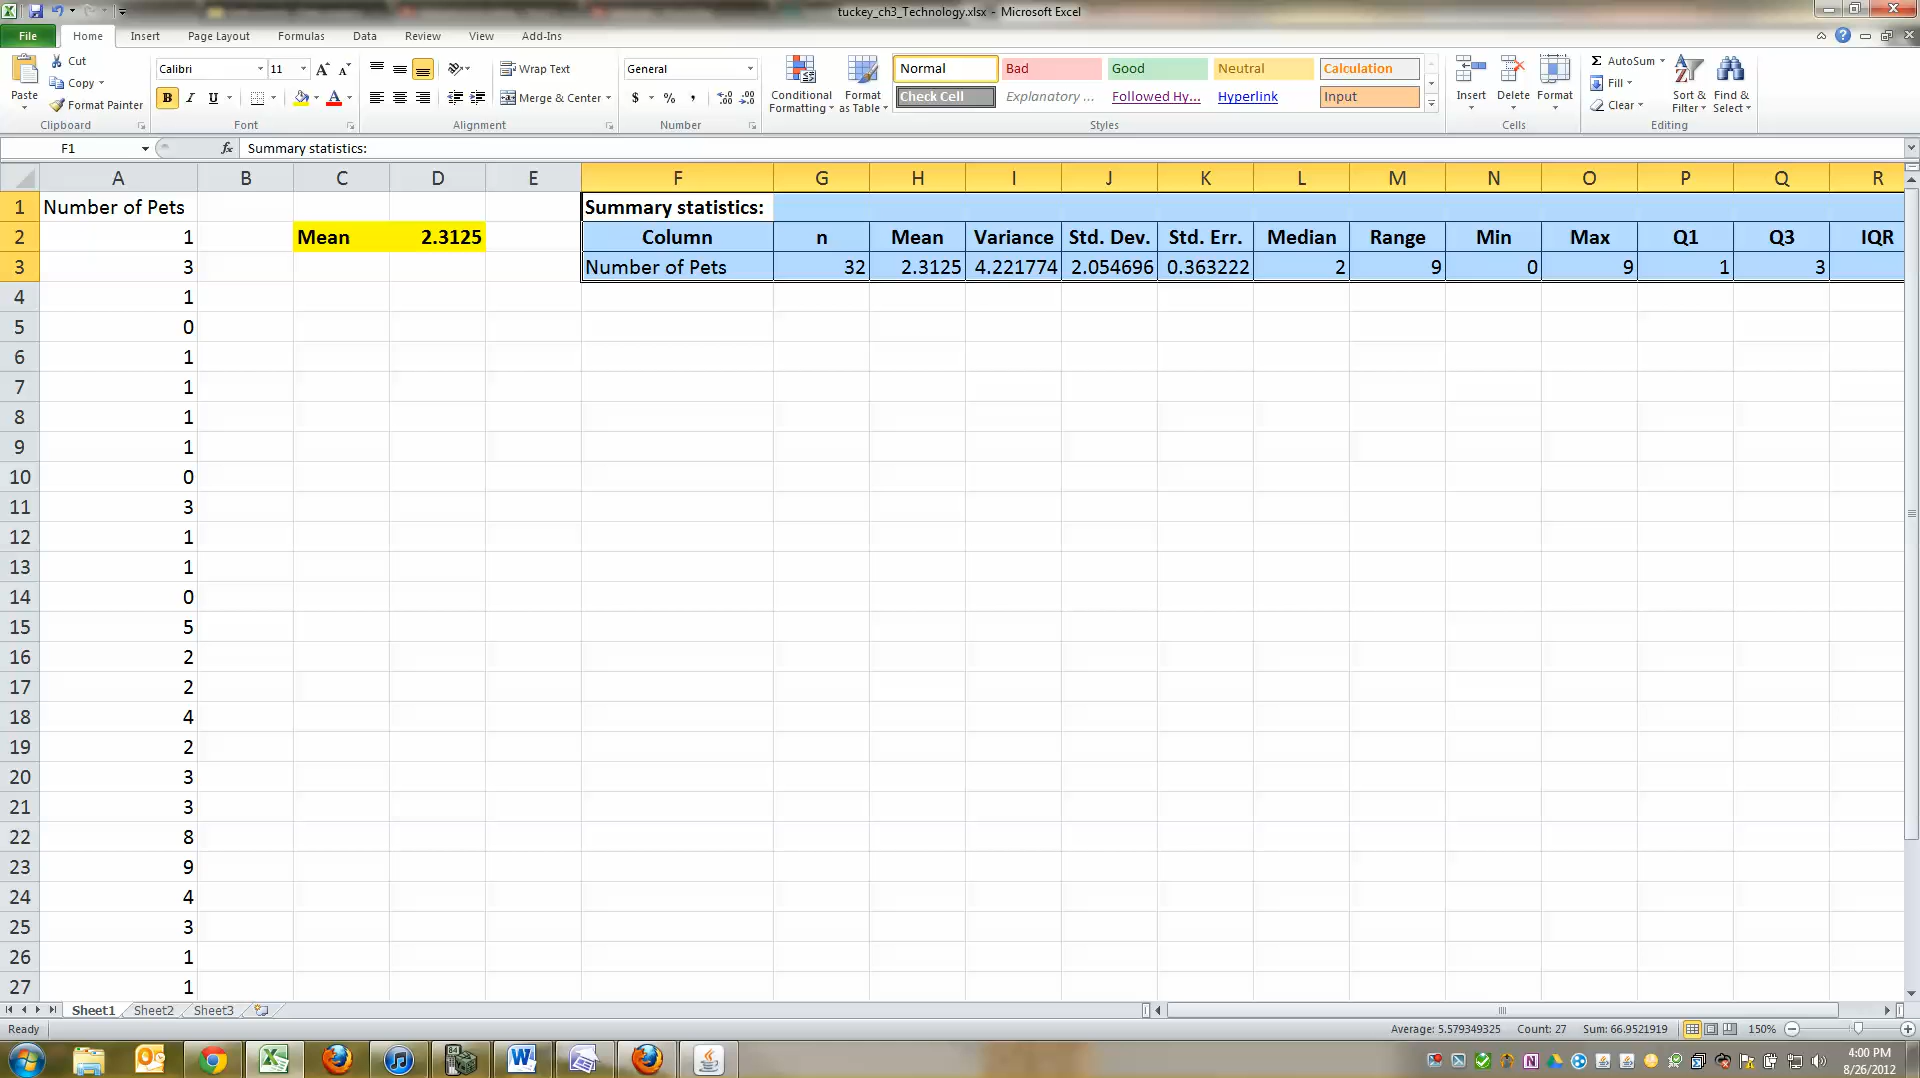 tuckey_ch3_Technology.xlsx - Microsoft Excel
File Home Insert Page Layout Formulas Data Review View Add-Ins
Cut Calibri 11 Wrap Text General Normal Bad Good Neutral Calculation AutoSum
Copy Fill
Paste Format Painter B I U Merge & Center $ % , Conditional Formatting Format as Table Check Cell Explanatory ... Followed Hy... Hyperlink Input Insert Delete Format Clear Sort & Filter Find & Select
Clipboard Font Alignment Number Styles Cells Editing
F1 fx Summary statistics:
A B C D E F G H I J K L M N O P Q R
1 Number of Pets Summary statistics:
2 1 Mean 2.3125 Column n Mean Variance Std. Dev. Std. Err. Median Range Min Max Q1 Q3 IQR
3 3 Number of Pets 32 2.3125 4.221774 2.054696 0.363222 2 9 0 9 1 3
4 1
5 0
6 1
7 1
8 1
9 1
10 0
11 3
12 1
13 1
14 0
15 5
16 2
17 2
18 4
19 2
20 3
21 3
22 8
23 9
24 4
25 3
26 1
27 1
Sheet1 Sheet2 Sheet3
Ready Average: 5.579349325 Count: 27 Sum: 66.9521919 150%
4:00 PM
8/26/2012